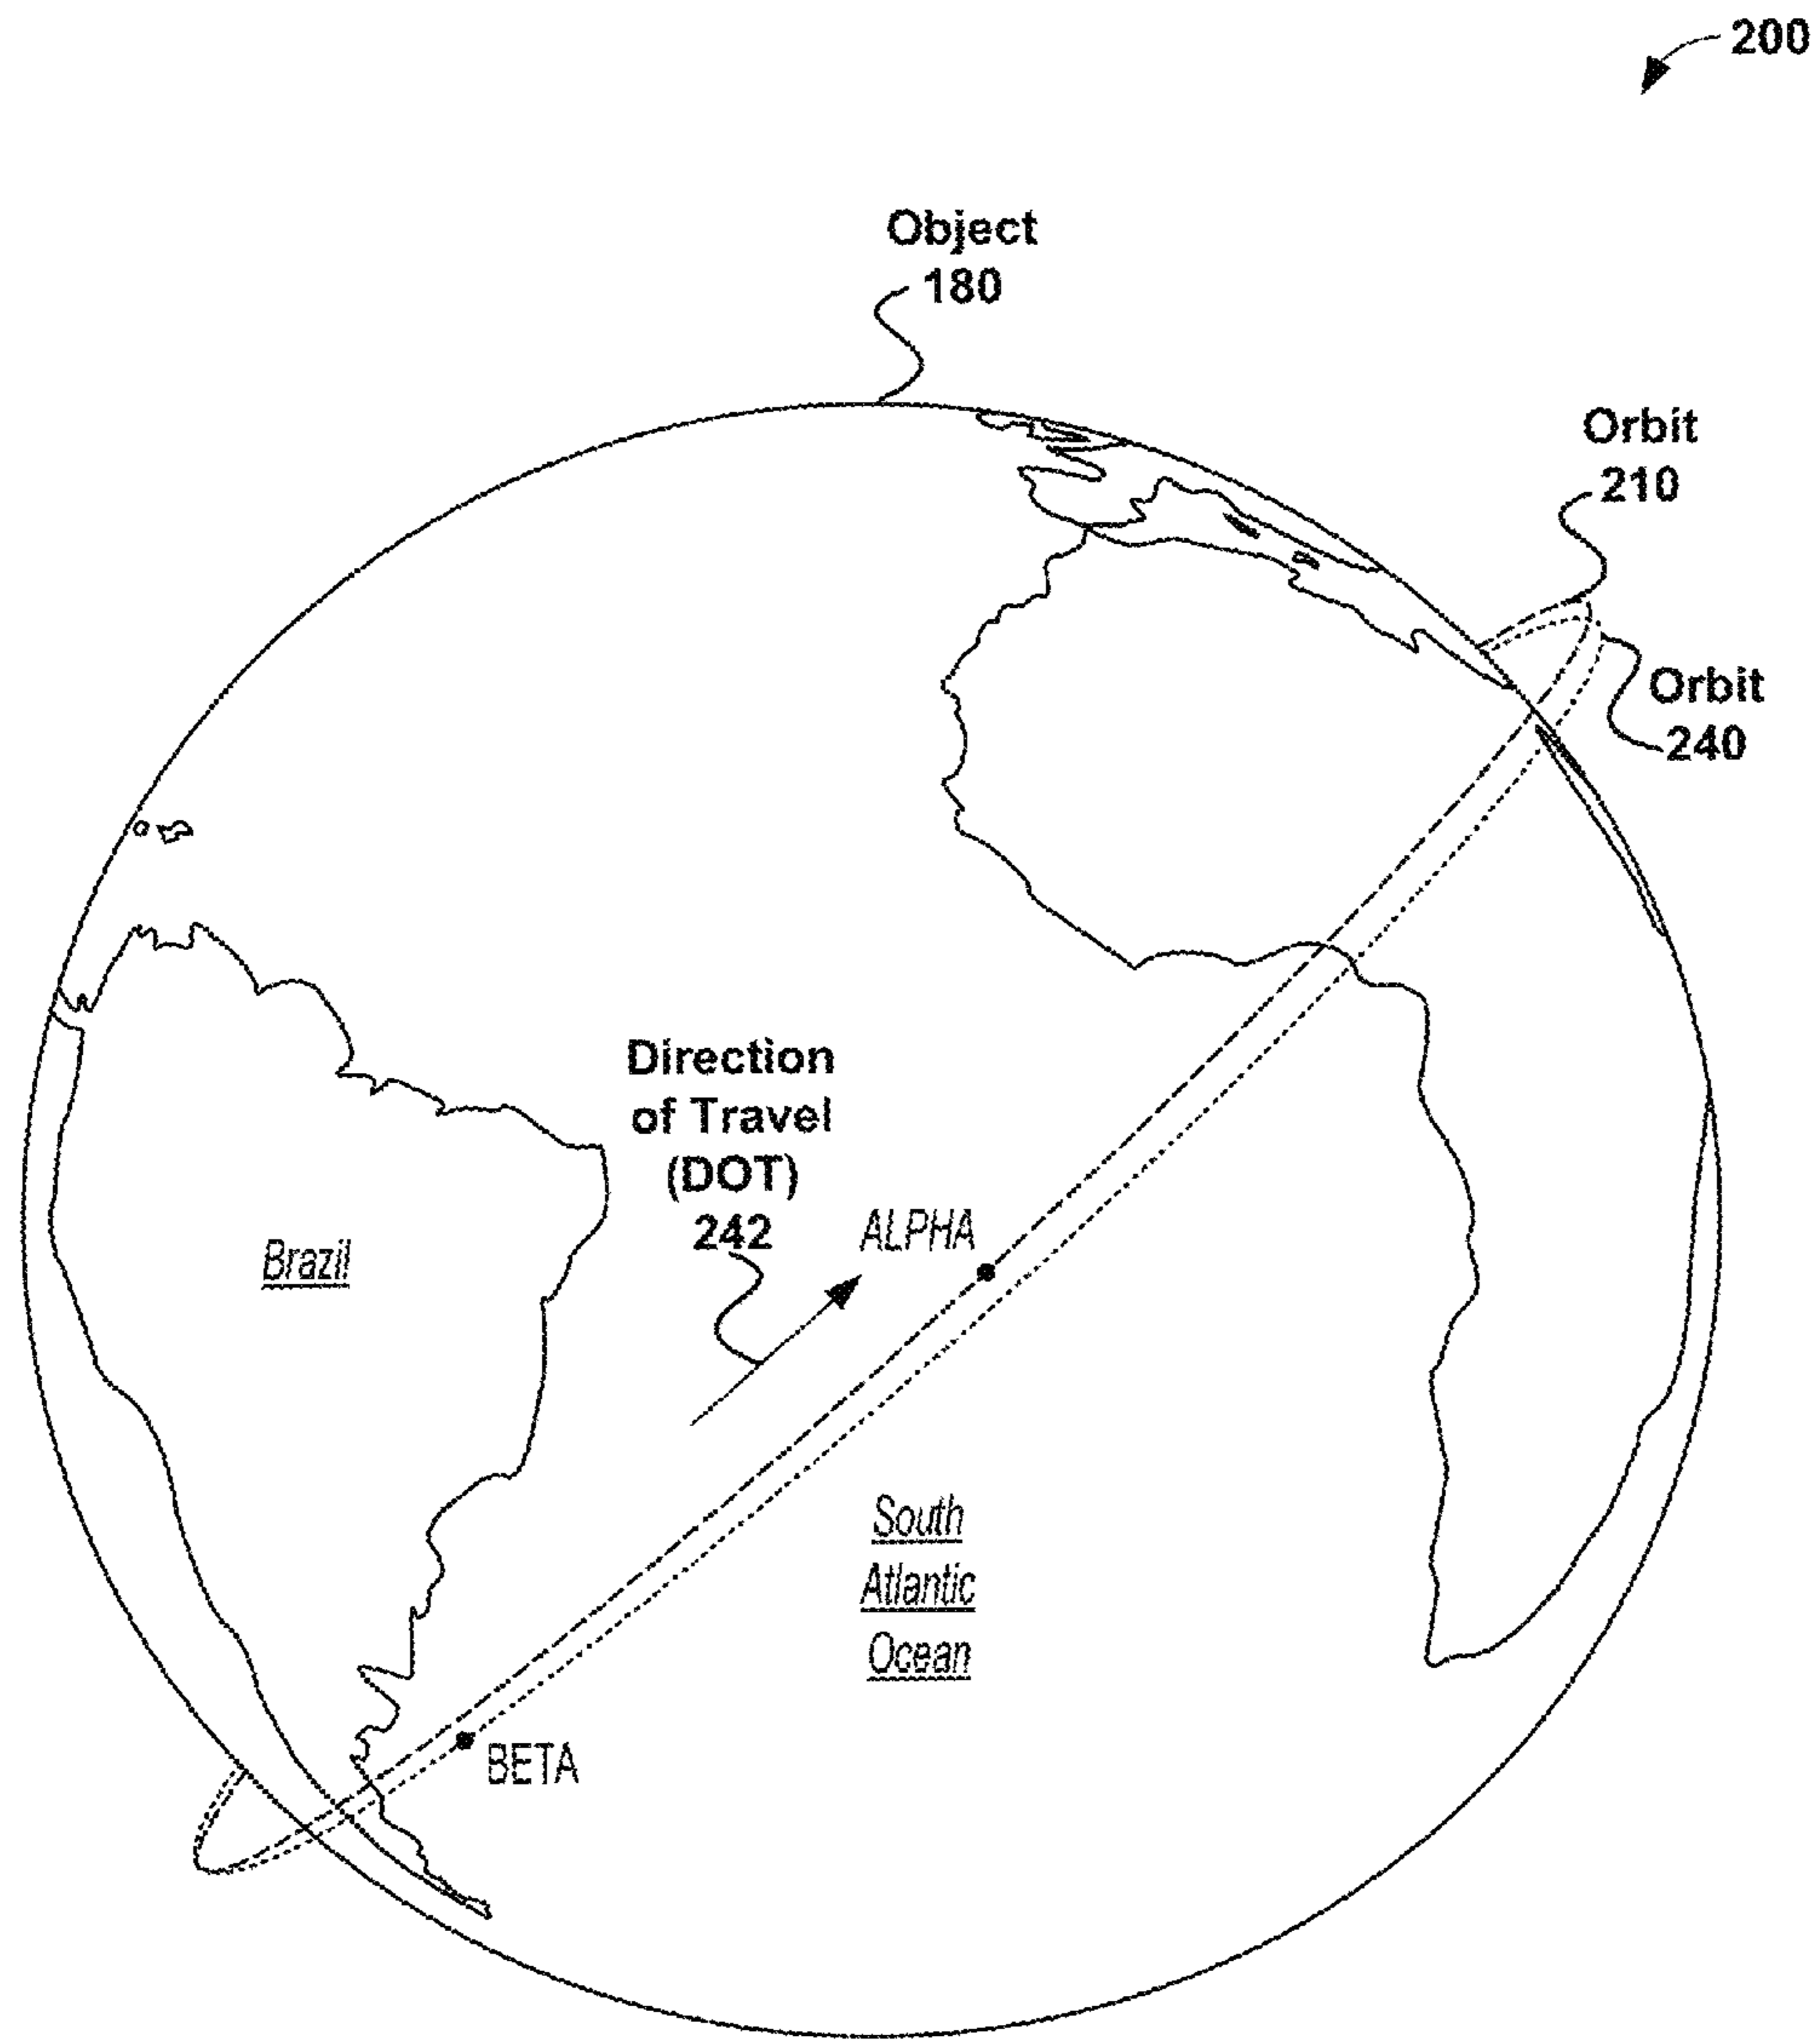 200
Object
180
Orbit
210
Orbit
240
Direction
of Travel
(DOT)
242
ALPHA
Brazil
South
Atlantic
Ocean
BETA